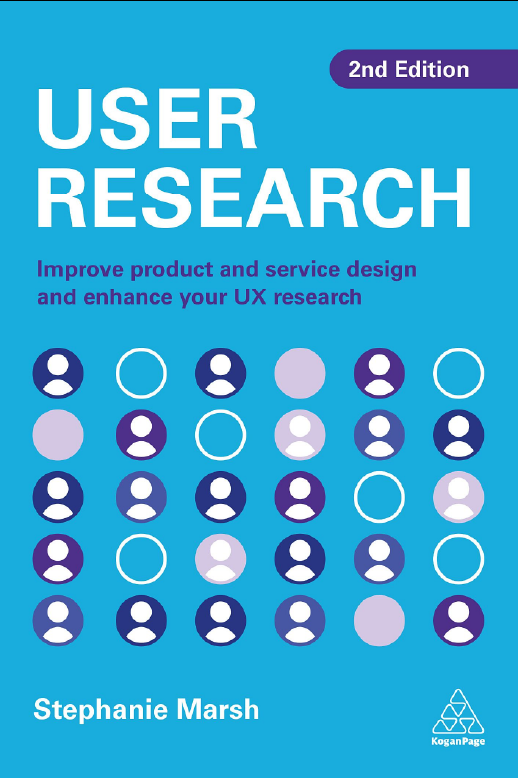 2nd Edition
USER
RESEARCH
Improve product and service design
and enhance your UX research
Stephanie Marsh
KoganPage